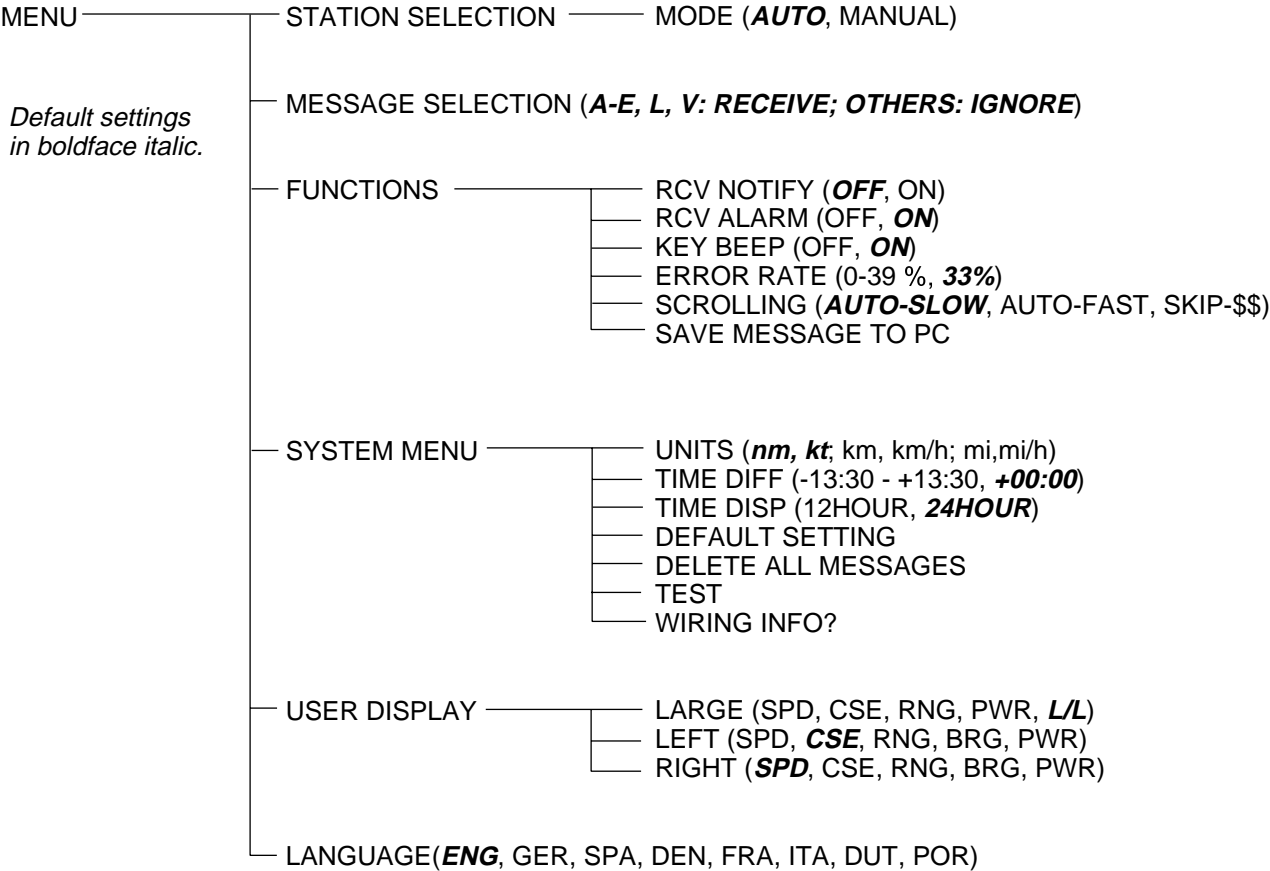 MENU
STATION SELECTION
MODE (AUTO, MANUAL)
Default settings
in boldface italic.
MESSAGE SELECTION (A-E, L, V: RECEIVE; OTHERS: IGNORE)
FUNCTIONS
RCV NOTIFY (OFF, ON)
RCV ALARM (OFF, ON)
KEY BEEP (OFF, ON)
ERROR RATE (0-39 %, 33%)
SCROLLING (AUTO-SLOW, AUTO-FAST, SKIP-$$)
SAVE MESSAGE TO PC
SYSTEM MENU
UNITS (nm, kt; km, km/h; mi,mi/h)
TIME DIFF (-13:30 - +13:30, +00:00)
TIME DISP (12HOUR, 24HOUR)
DEFAULT SETTING
DELETE ALL MESSAGES
TEST
WIRING INFO?
USER DISPLAY
LARGE (SPD, CSE, RNG, PWR, L/L)
LEFT (SPD, CSE, RNG, BRG, PWR)
RIGHT (SPD, CSE, RNG, BRG, PWR)
LANGUAGE(ENG, GER, SPA, DEN, FRA, ITA, DUT, POR)